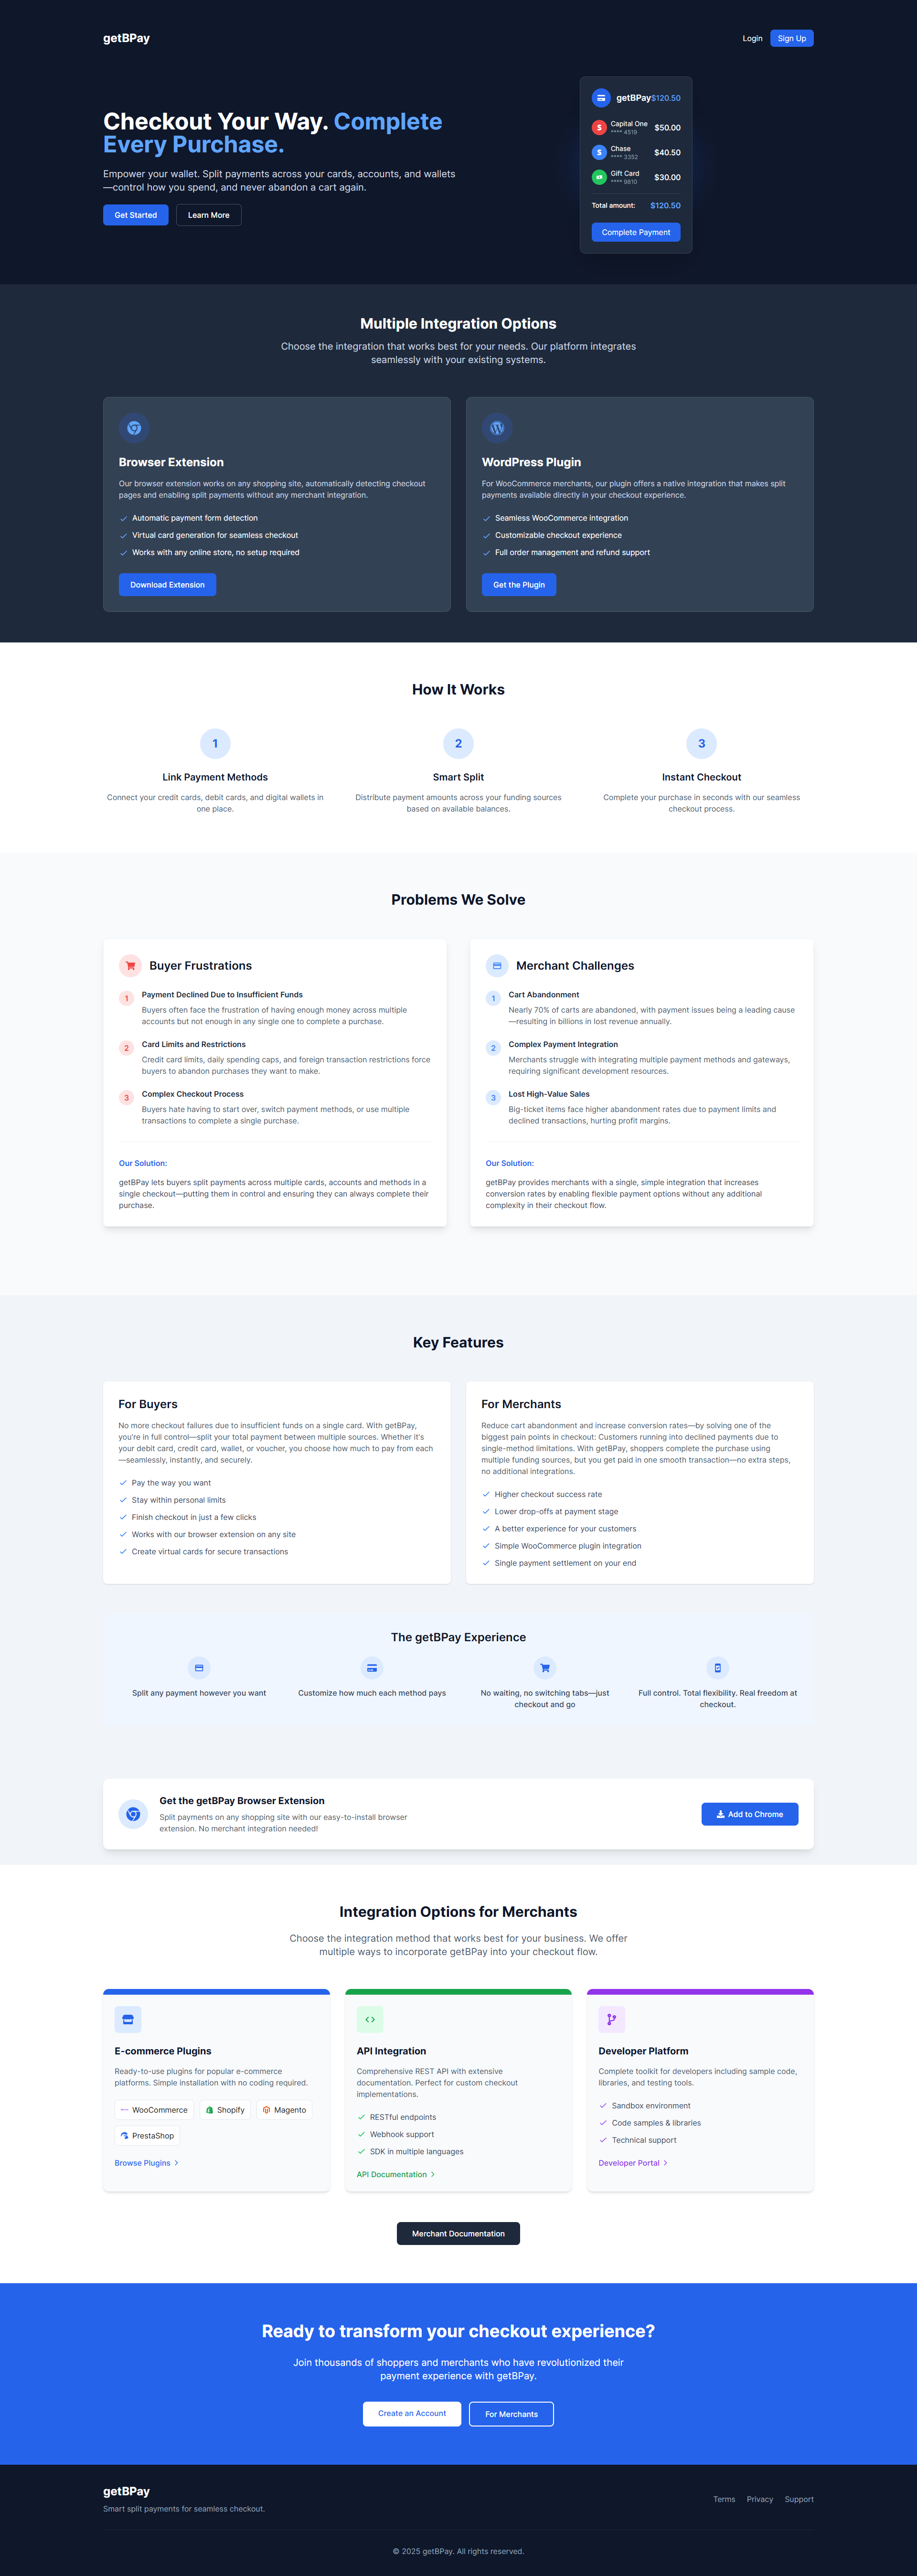 getBPay
Login
Sign Up
Checkout Your Way. Complete
Every Purchase.
Empower your wallet. Split payments across your cards, accounts, and wallets
—control how you spend, and never abandon a cart again.
Get Started
Learn More
getBPay$120.50
Capital One
**** 4519
$50.00
Chase
**** 3352
$40.50
Gift Card
**** 9810
$30.00
Total amount:
$120.50
Complete Payment
Multiple Integration Options
Choose the integration that works best for your needs. Our platform integrates
seamlessly with your existing systems.
Browser Extension
Our browser extension works on any shopping site, automatically detecting checkout
pages and enabling split payments without any merchant integration.
Automatic payment form detection
Virtual card generation for seamless checkout
Works with any online store, no setup required
Download Extension
WordPress Plugin
For WooCommerce merchants, our plugin offers a native integration that makes split
payments available directly in your checkout experience.
Seamless WooCommerce integration
Customizable checkout experience
Full order management and refund support
Get the Plugin
How It Works
1
Link Payment Methods
Connect your credit cards, debit cards, and digital wallets in
one place.
2
Smart Split
Distribute payment amounts across your funding sources
based on available balances.
3
Instant Checkout
Complete your purchase in seconds with our seamless
checkout process.
Problems We Solve
Buyer Frustrations
1
Payment Declined Due to Insufficient Funds
Buyers often face the frustration of having enough money across multiple
accounts but not enough in any single one to complete a purchase.
2
Card Limits and Restrictions
Credit card limits, daily spending caps, and foreign transaction restrictions force
buyers to abandon purchases they want to make.
3
Complex Checkout Process
Buyers hate having to start over, switch payment methods, or use multiple
transactions to complete a single purchase.
Our Solution:
getBPay lets buyers split payments across multiple cards, accounts and methods in a
single checkout—putting them in control and ensuring they can always complete their
purchase.
Merchant Challenges
1
Cart Abandonment
Nearly 70% of carts are abandoned, with payment issues being a leading cause
—resulting in billions in lost revenue annually.
2
Complex Payment Integration
Merchants struggle with integrating multiple payment methods and gateways,
requiring significant development resources.
3
Lost High-Value Sales
Big-ticket items face higher abandonment rates due to payment limits and
declined transactions, hurting profit margins.
Our Solution:
getBPay provides merchants with a single, simple integration that increases
conversion rates by enabling flexible payment options without any additional
complexity in their checkout flow.
Key Features
For Buyers
No more checkout failures due to insufficient funds on a single card. With getBPay,
you're in full control—split your total payment between multiple sources. Whether it's
your debit card, credit card, wallet, or voucher, you choose how much to pay from each
—seamlessly, instantly, and securely.
Pay the way you want
Stay within personal limits
Finish checkout in just a few clicks
Works with our browser extension on any site
Create virtual cards for secure transactions
For Merchants
Reduce cart abandonment and increase conversion rates—by solving one of the
biggest pain points in checkout: Customers running into declined payments due to
single-method limitations. With getBPay, shoppers complete the purchase using
multiple funding sources, but you get paid in one smooth transaction—no extra steps,
no additional integrations.
Higher checkout success rate
Lower drop-offs at payment stage
A better experience for your customers
Simple WooCommerce plugin integration
Single payment settlement on your end
The getBPay Experience
Split any payment however you want
Customize how much each method pays
No waiting, no switching tabs—just
checkout and go
Full control. Total flexibility. Real freedom at
checkout.
Get the getBPay Browser Extension
Split payments on any shopping site with our easy-to-install browser
extension. No merchant integration needed!
Add to Chrome
Integration Options for Merchants
Choose the integration method that works best for your business. We offer
multiple ways to incorporate getBPay into your checkout flow.
E-commerce Plugins
Ready-to-use plugins for popular e-commerce
platforms. Simple installation with no coding required.
WooCommerce
Shopify
Magento
PrestaShop
Browse Plugins
API Integration
Comprehensive REST API with extensive
documentation. Perfect for custom checkout
implementations.
RESTful endpoints
Webhook support
SDK in multiple languages
API Documentation
Developer Platform
Complete toolkit for developers including sample code,
libraries, and testing tools.
Sandbox environment
Code samples & libraries
Technical support
Developer Portal
Merchant Documentation
Ready to transform your checkout experience?
Join thousands of shoppers and merchants who have revolutionized their
payment experience with getBPay.
Create an Account
For Merchants
getBPay
Smart split payments for seamless checkout.
Terms
Privacy
Support
© 2025 getBPay. All rights reserved.